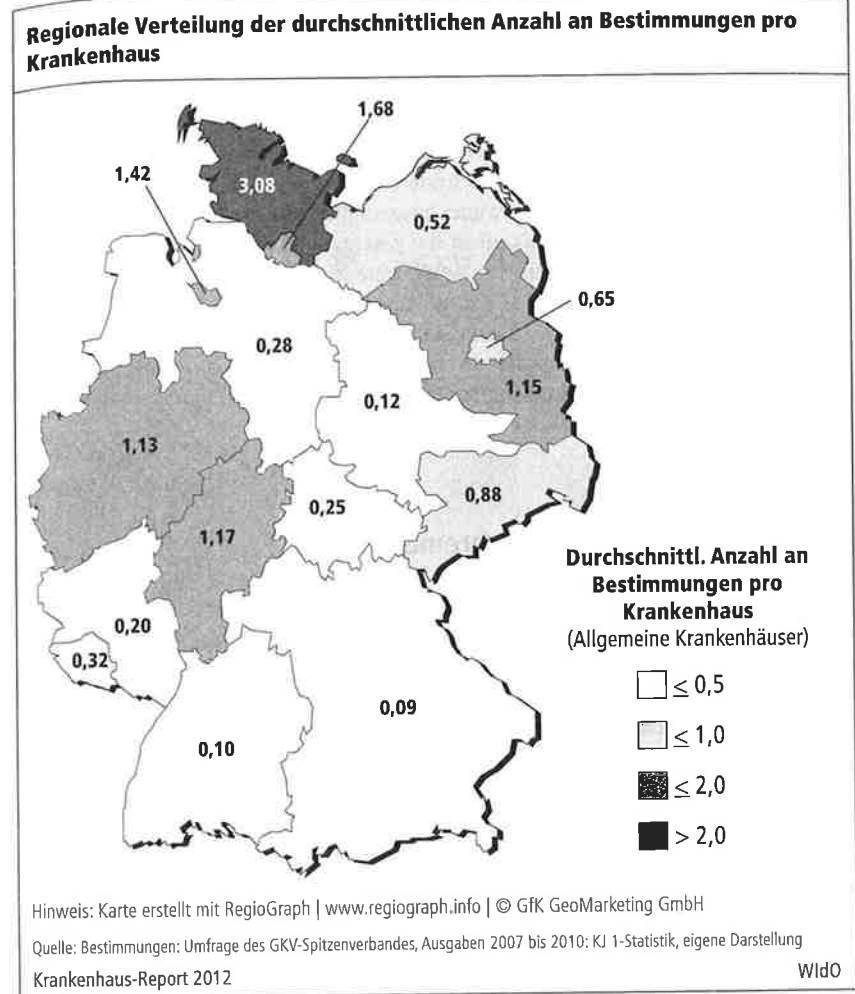 Regionale Verteilung der durchschnittlichen Anzahl an Bestimmungen pro
Krankenhaus
1,68
1,42
3,08
0,52
0,65
0,28
1,15
0,12
1,13
0,88
0,25
1,17
Durchschnittl. Anzahl an
Bestimmungen pro
Krankenhaus
(Allgemeine Krankenhäuser)
0,20
0,32
≤ 0,5
0,09
≤ 1,0
0,10
≤ 2,0
> 2,0
Hinweis: Karte erstellt mit RegioGraph | www.regiograph.info | © GfK GeoMarketing GmbH
Quelle: Bestimmungen: Umfrage des GKV-Spitzenverbandes, Ausgaben 2007 bis 2010: KJ 1-Statistik, eigene Darstellung
Krankenhaus-Report 2012
WIdO